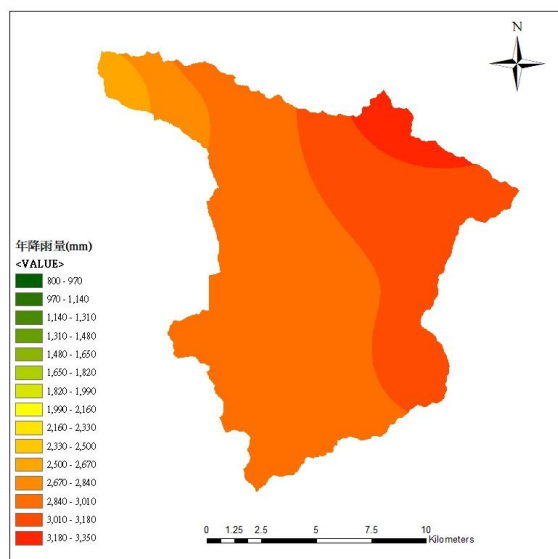 N
年降雨量(mm)
<VALUE>
800 - 970
970 - 1,140
1,140 - 1,310
1,310 - 1,480
1,480 - 1,650
1,650 - 1,820
1,820 - 1,990
1,990 - 2,160
2,160 - 2,330
2,330 - 2,500
2,500 - 2,670
2,670 - 2,840
2,840 - 3,010
3,010 - 3,180
3,180 - 3,350
0 1.25 2.5 5 7.5 10
Kilometers